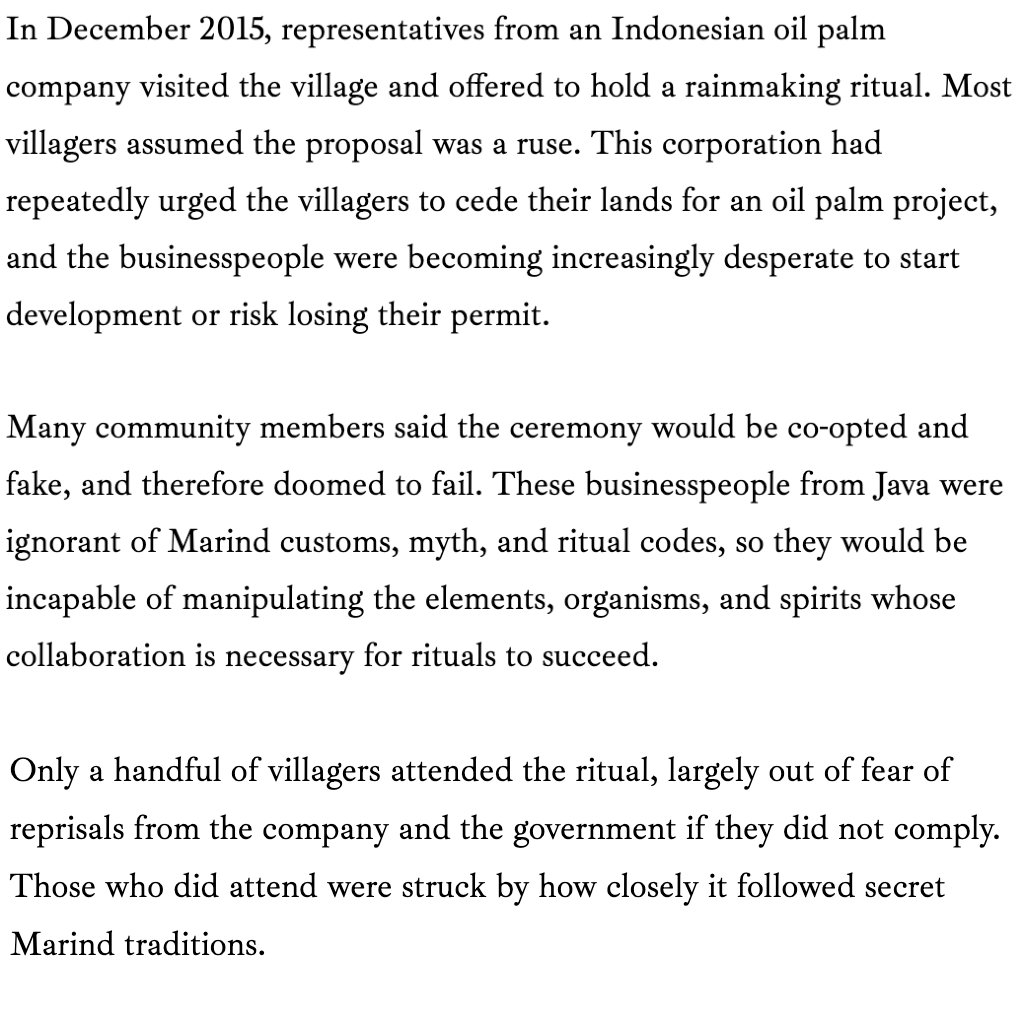 In December 2015, representatives from an Indonesian oil palm
company visited the village and offered to hold a rainmaking ritual. Most
villagers assumed the proposal was a ruse. This corporation had
repeatedly urged the villagers to cede their lands for an oil palm project,
and the businesspeople were becoming increasingly desperate to start
development or risk losing their permit.
Many community members said the ceremony would be co-opted and
fake, and therefore doomed to fail. These businesspeople from Java were
ignorant of Marind customs, myth, and ritual codes, so they would be
incapable of manipulating the elements, organisms, and spirits whose
collaboration is necessary for rituals to succeed.
Only a handful of villagers attended the ritual, largely out of fear of
reprisals from the company and the government if they did not comply.
Those who did attend were struck by how closely it followed secret
Marind traditions.